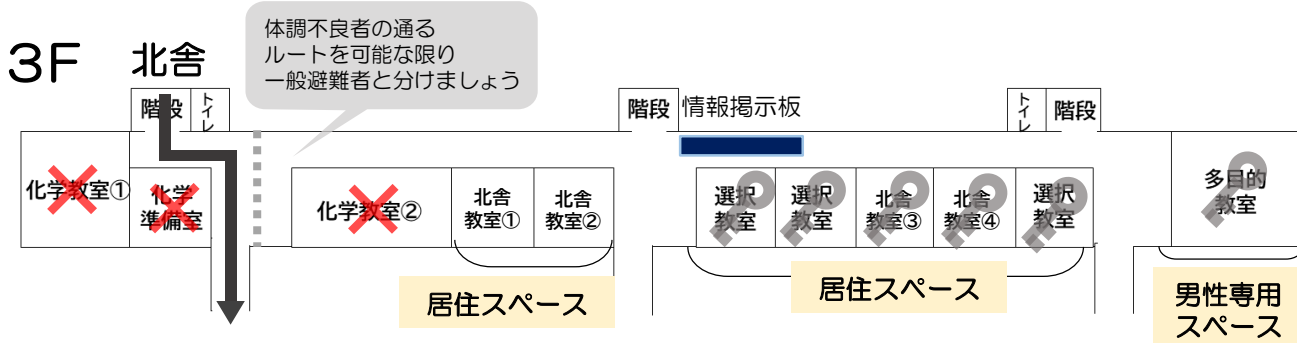 3F 北舎
体調不良者の通る
ルートを可能な限り
一般避難者と分けましょう
階段
トイレ
階段
情報掲示板
トイレ
階段
化学教室①
化学
準備室
化学教室②
北舎
教室①
北舎
教室②
選択
教室
選択
教室
北舎
教室③
北舎
教室④
選択
教室
多目的
教室
居住スペース
居住スペース
男性専用
スペース